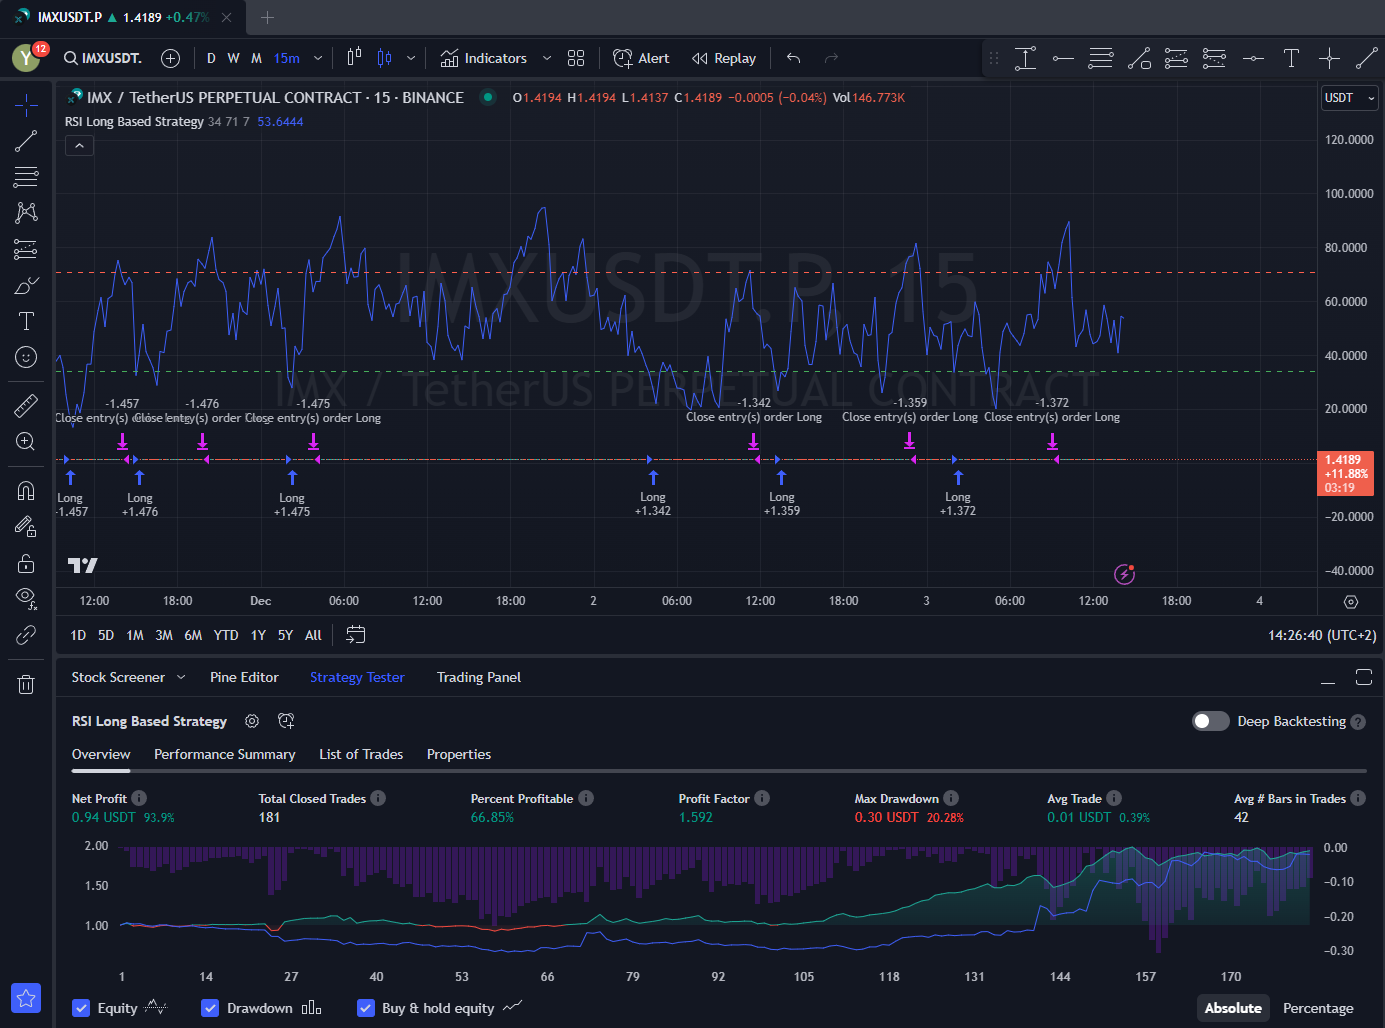 IMXUSDT.P ▲ 1.4189 +0.47%
Y 12 IMXUSDT. D W M 15m Indicators Alert Replay
IMX / TetherUS PERPETUAL CONTRACT · 15 · BINANCE O1.4194 H1.4194 L1.4137 C1.4189 −0.0005 (−0.04%) Vol146.773K
USDT
RSI Long Based Strategy 34 71 7 53.6444
120.0000
100.0000
80.0000
60.0000
40.0000
20.0000
IMXUSDT.P, 15
IMX / TetherUS PERPETUAL CONTRACT
-1.457 -1.476 -1.475 -1.342 -1.359 -1.372
Close entry(s) order Long Close entry(s) order Long Close entry(s) order Long Close entry(s) order Long Close entry(s) order Long
1.4189
+11.88%
03:19
Long Long Long Long Long Long
-1.457 +1.476 +1.475 +1.342 +1.359 +1.372
−20.0000
−40.0000
12:00 18:00 Dec 06:00 12:00 18:00 2 06:00 12:00 18:00 3 06:00 12:00 18:00 4
1D 5D 1M 3M 6M YTD 1Y 5Y All 14:26:40 (UTC+2)
Stock Screener Pine Editor Strategy Tester Trading Panel
RSI Long Based Strategy Deep Backtesting
Overview Performance Summary List of Trades Properties
Net Profit Total Closed Trades Percent Profitable Profit Factor Max Drawdown Avg Trade Avg # Bars in Trades
0.94 USDT 93.9% 181 66.85% 1.592 0.30 USDT 20.28% 0.01 USDT 0.39% 42
2.00 0.00
1.50 −0.10
1.00 −0.20
−0.30
1 14 27 40 53 66 79 92 105 118 131 144 157 170
Equity Drawdown Buy & hold equity Absolute Percentage